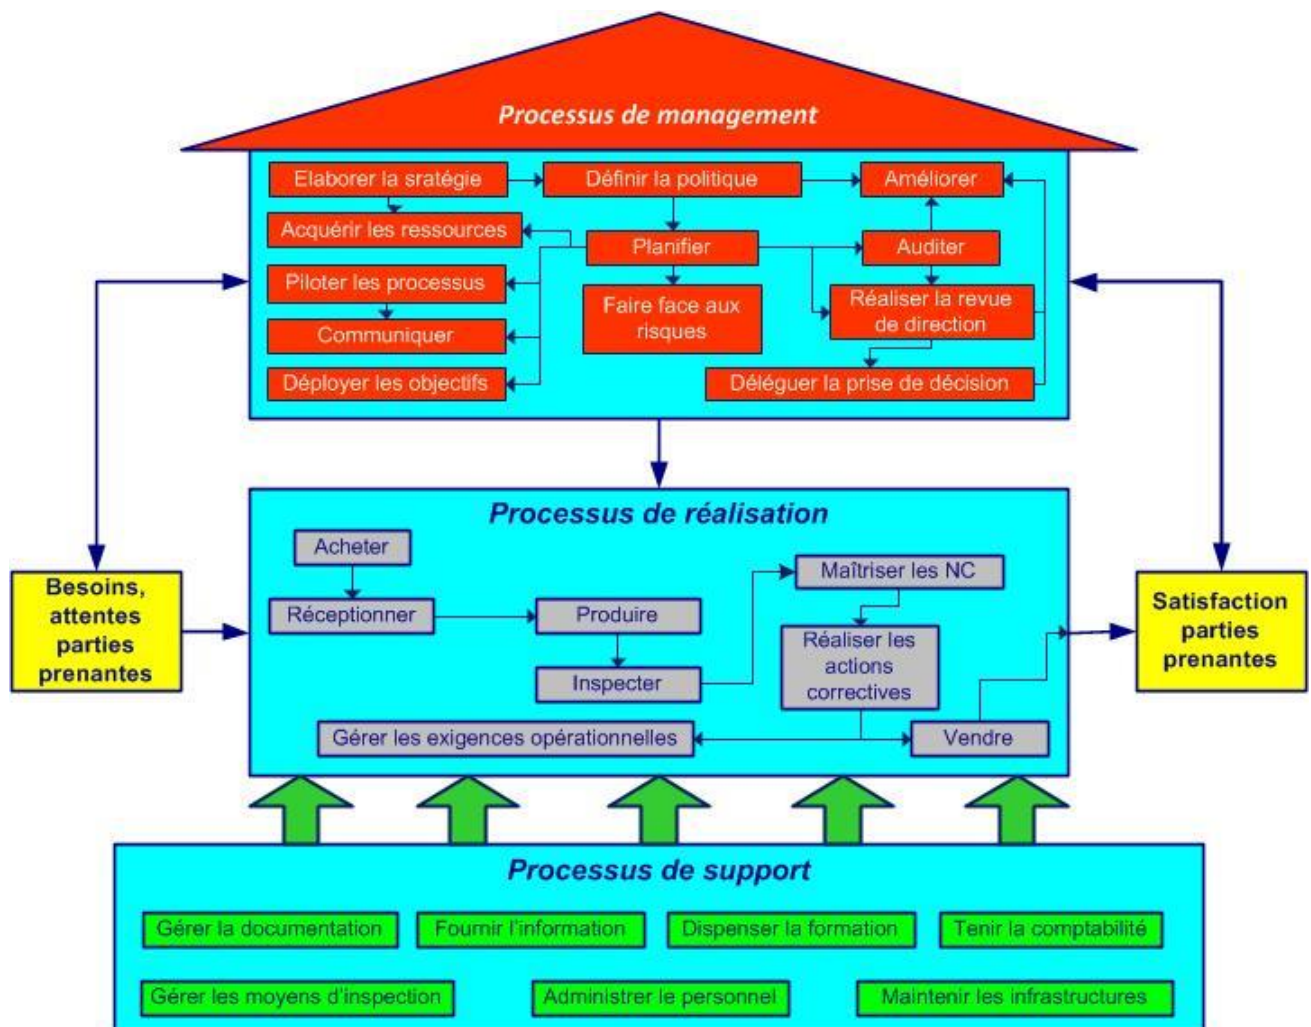 Processus de management
Elaborer la sratégie
Définir la politique
Améliorer
Acquérir les ressources
Planifier
Auditer
Piloter les processus
Faire face aux
risques
Réaliser la revue
de direction
Communiquer
Déployer les objectifs
Déléguer la prise de décision
Processus de réalisation
Acheter
Maîtriser les NC
Besoins,
attentes
parties
prenantes
Réceptionner
Produire
Réaliser les
actions
correctives
Satisfaction
parties
prenantes
Inspecter
Gérer les exigences opérationnelles
Vendre
Processus de support
Gérer la documentation
Fournir l'information
Dispenser la formation
Tenir la comptabilité
Gérer les moyens d'inspection
Administrer le personnel
Maintenir les infrastructures